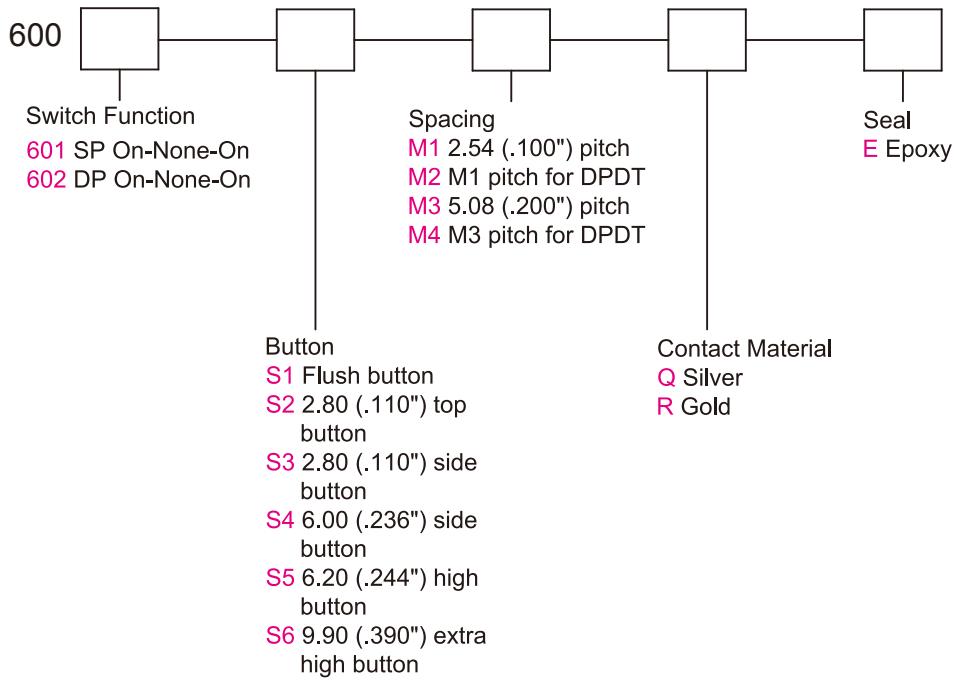 600
Switch Function
601 SP On-None-On
602 DP On-None-On
Button
S1 Flush button
S2 2.80 (.110") top
button
S3 2.80 (.110") side
button
S4 6.00 (.236") side
button
S5 6.20 (.244") high
button
S6 9.90 (.390") extra
high button
Spacing
M1 2.54 (.100") pitch
M2 M1 pitch for DPDT
M3 5.08 (.200") pitch
M4 M3 pitch for DPDT
Contact Material
Q Silver
R Gold
Seal
E Epoxy